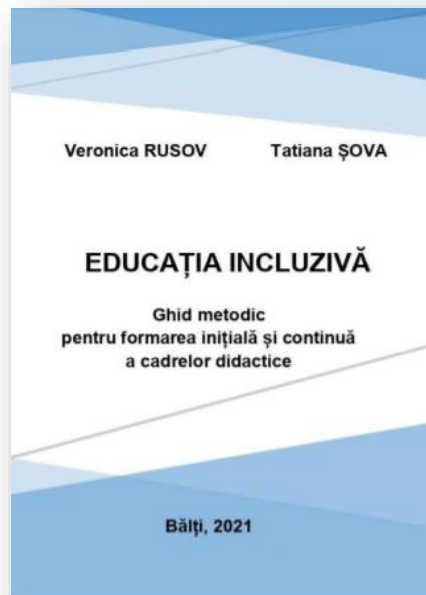 Veronica RUSOV Tatiana ȘOVA
EDUCAȚIA INCLUZIVĂ
Ghid metodic
pentru formarea inițială și continuă
a cadrelor didactice
Bălți, 2021